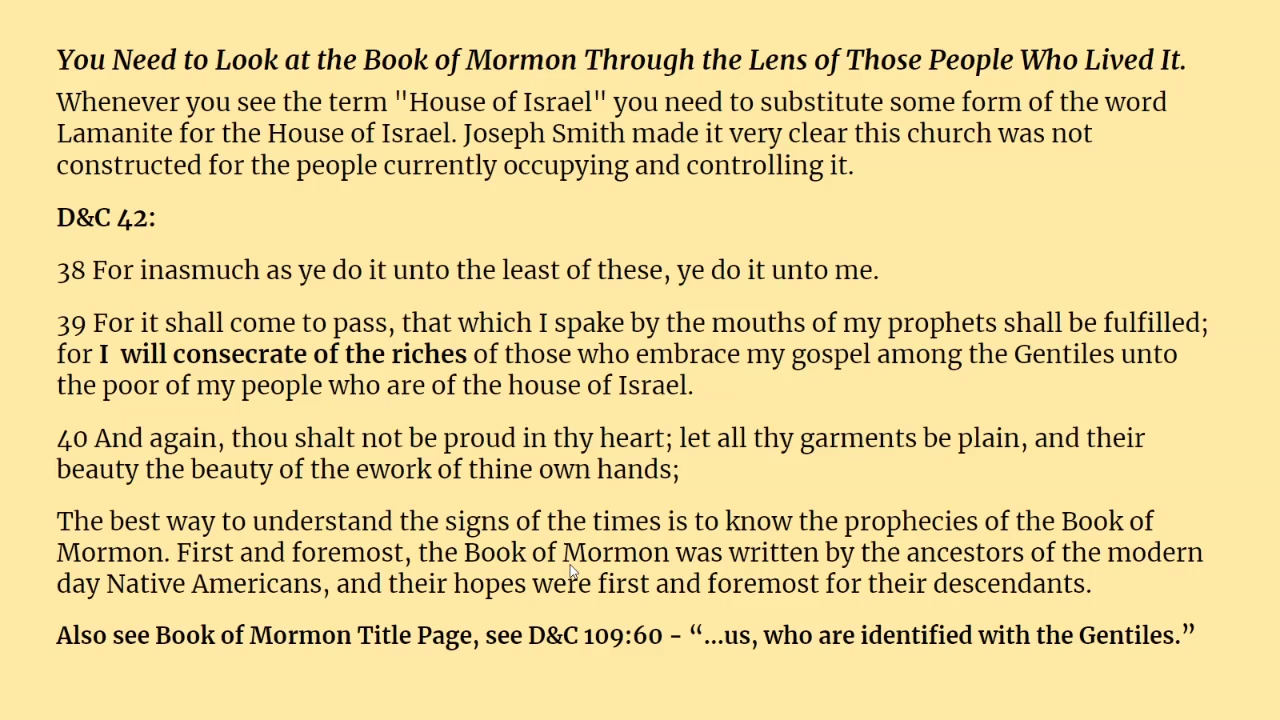 You Need to Look at the Book of Mormon Through the Lens of Those People Who Lived It.
Whenever you see the term "House of Israel" you need to substitute some form of the word
Lamanite for the House of Israel. Joseph Smith made it very clear this church was not
constructed for the people currently occupying and controlling it.
D&C 42:
38 For inasmuch as ye do it unto the least of these, ye do it unto me.
39 For it shall come to pass, that which I spake by the mouths of my prophets shall be fulfilled;
for I  will consecrate of the riches of those who embrace my gospel among the Gentiles unto
the poor of my people who are of the house of Israel.
40 And again, thou shalt not be proud in thy heart; let all thy garments be plain, and their
beauty the beauty of the ework of thine own hands;
The best way to understand the signs of the times is to know the prophecies of the Book of
Mormon. First and foremost, the Book of Mormon was written by the ancestors of the modern
day Native Americans, and their hopes were first and foremost for their descendants.
Also see Book of Mormon Title Page, see D&C 109:60 - “...us, who are identified with the Gentiles.”